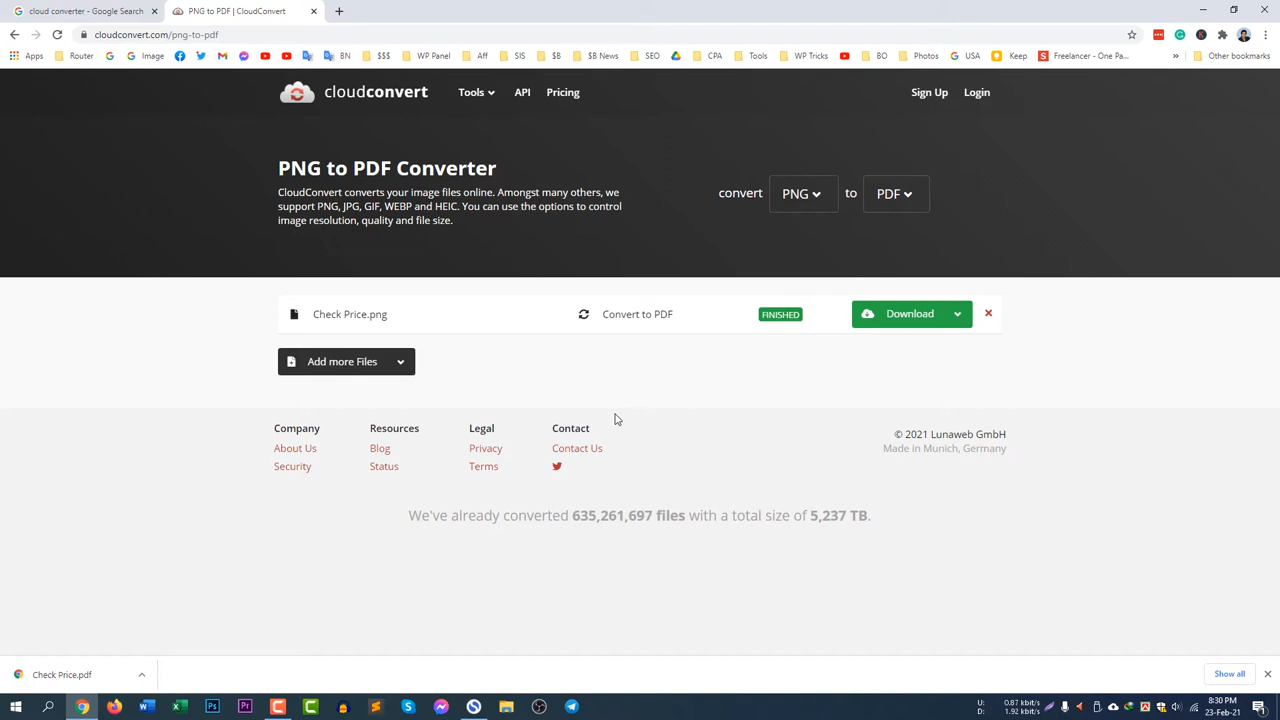 cloud converter - Google Search
PNG to PDF | CloudConvert
cloudconvert.com/png-to-pdf
Apps Router Image BN $$$ WP Panel Aff SIS $B $B News SEO CPA Tools WP Tricks BO Photos USA Keep Freelancer - One Pa... » Other bookmarks
cloudconvert Tools API Pricing Sign Up Login
PNG to PDF Converter
CloudConvert converts your image files online. Amongst many others, we
support PNG, JPG, GIF, WEBP and HEIC. You can use the options to control
image resolution, quality and file size.
convert PNG to PDF
Check Price.png Convert to PDF FINISHED Download
Add more Files
Company Resources Legal Contact
About Us Blog Privacy Contact Us
Security Status Terms
© 2021 Lunaweb GmbH
Made in Munich, Germany
We've already converted 635,261,697 files with a total size of 5,237 TB.
Check Price.pdf Show all
U: 0.87 kbit/s
D: 1.92 kbit/s
8:30 PM
23-Feb-21